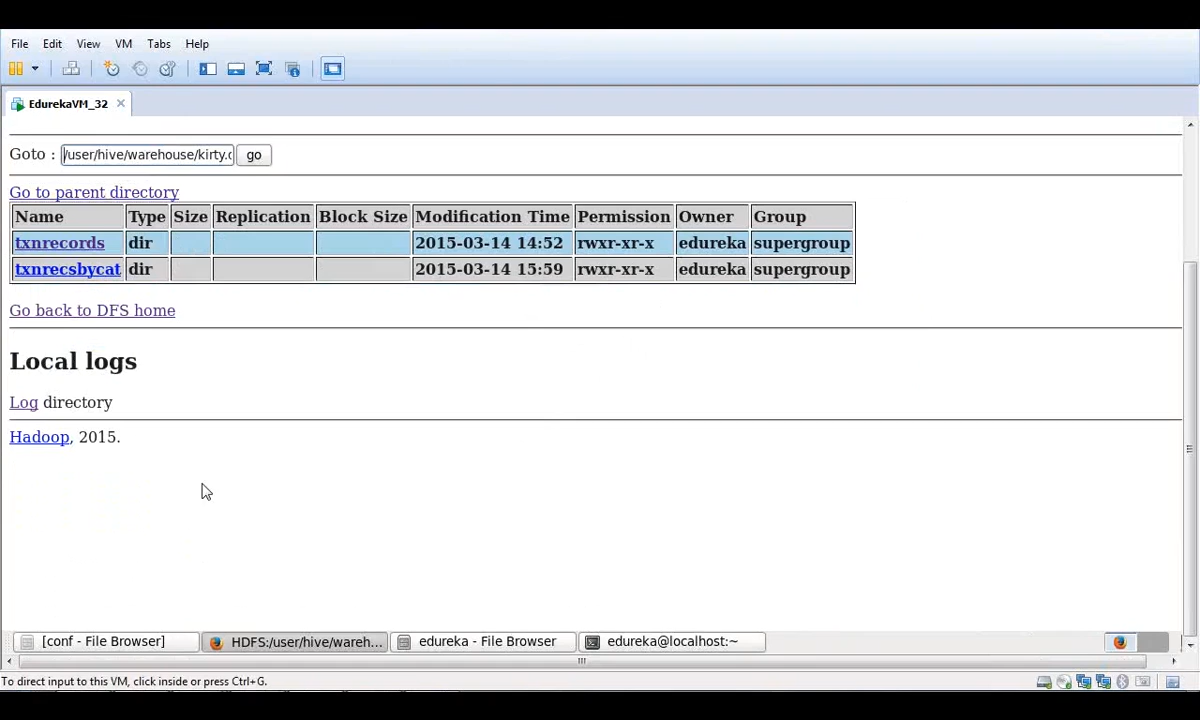 File Edit View VM Tabs Help
EdurekaVM_32
Goto : /user/hive/warehouse/kirty.c go
Go to parent directory
Name Type Size Replication Block Size Modification Time Permission Owner Group
txnrecords dir 2015-03-14 14:52 rwxr-xr-x edureka supergroup
txnrecsbycat dir 2015-03-14 15:59 rwxr-xr-x edureka supergroup
Go back to DFS home
Local logs
Log directory
Hadoop, 2015.
[conf - File Browser] HDFS:/user/hive/wareh... edureka - File Browser edureka@localhost:~
To direct input to this VM, click inside or press Ctrl+G.